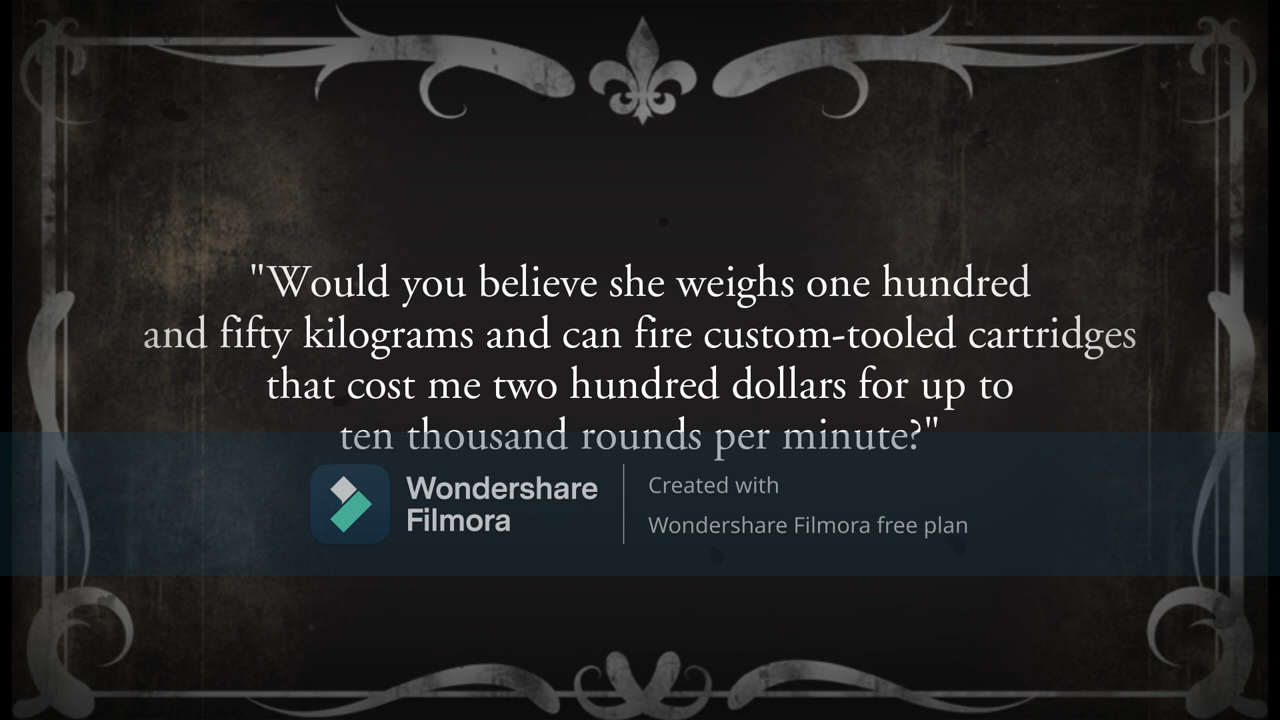 "Would you believe she weighs one hundred
and fifty kilograms and can fire custom-tooled cartridges
that cost me two hundred dollars for up to
ten thousand rounds per minute?"
Wondershare
Filmora
Created with
Wondershare Filmora free plan